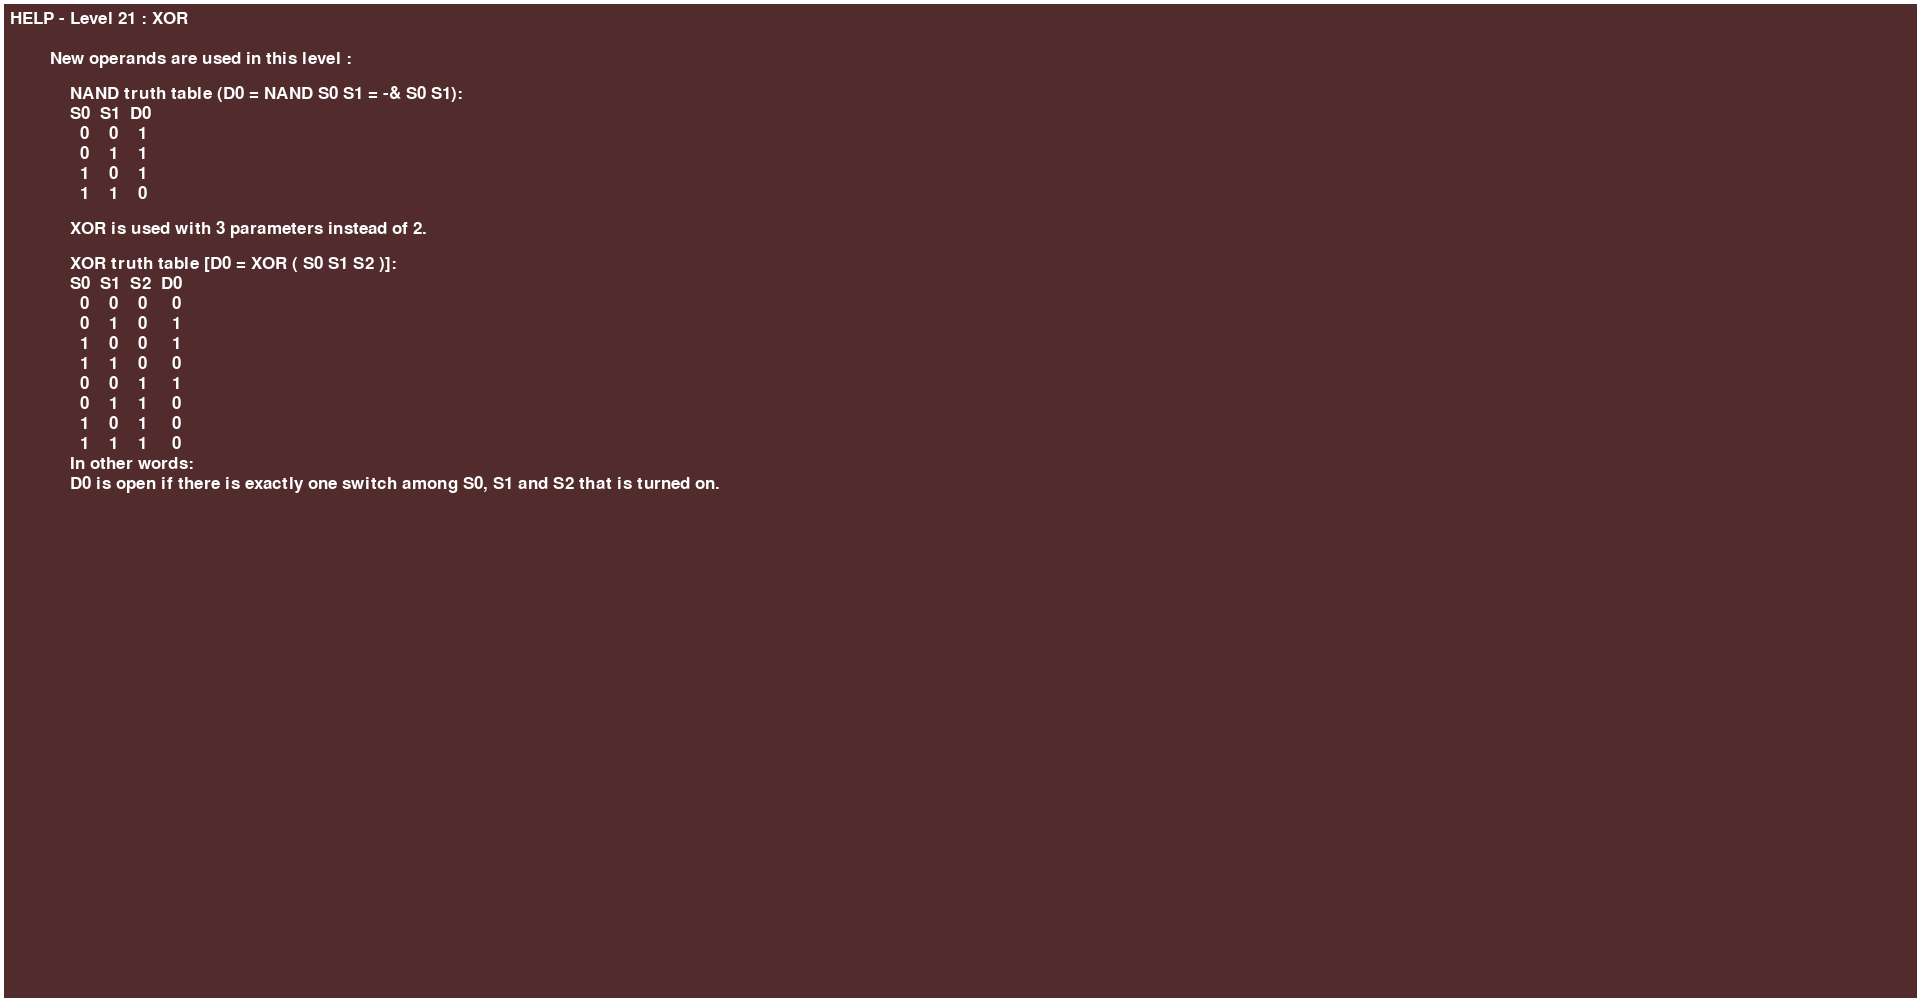 HELP - Level 21 : XOR
New operands are used in this level :
NAND truth table (D0 = NAND S0 S1 = -& S0 S1):
S0 S1 D0
0 0 1
0 1 1
1 0 1
1 1 0
XOR is used with 3 parameters instead of 2.
XOR truth table [D0 = XOR ( S0 S1 S2 )]:
S0 S1 S2 D0
0 0 0 0
0 1 0 1
1 0 0 1
1 1 0 0
0 0 1 1
0 1 1 0
1 0 1 0
1 1 1 0
In other words:
D0 is open if there is exactly one switch among S0, S1 and S2 that is turned on.